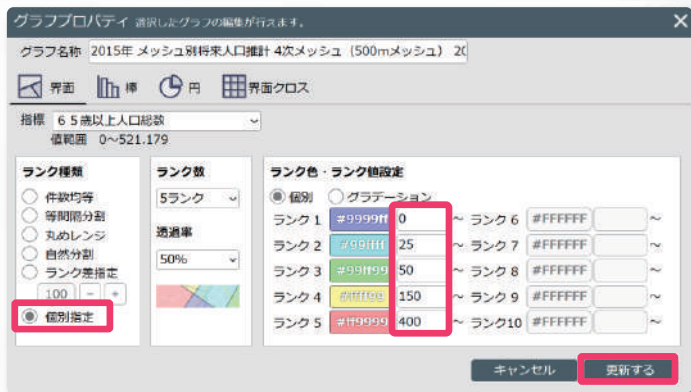 グラフプロパティ 選択したグラフの編集が行えます。 ×
グラフ名称 2015年 メッシュ別将来人口推計 4次メッシュ（500mメッシュ） 20
界面 棒 円 界面クロス
指標 ６５歳以上人口総数
値範囲 0～521.179
ランク種類
件数均等
等間隔分割
丸めレンジ
自然分割
ランク差指定
100 - +
個別指定
ランク数
5ランク
透過率
50%
ランク色・ランク値設定
個別 グラデーション
ランク 1 #9999ff 0 ～ ランク 6 #FFFFFF ～
ランク 2 #99ffff 25 ～ ランク 7 #FFFFFF ～
ランク 3 #99ff99 50 ～ ランク 8 #FFFFFF ～
ランク 4 #ffff99 150 ～ ランク 9 #FFFFFF ～
ランク 5 #ff9999 400 ～ ランク10 #FFFFFF ～
キャンセル 更新する